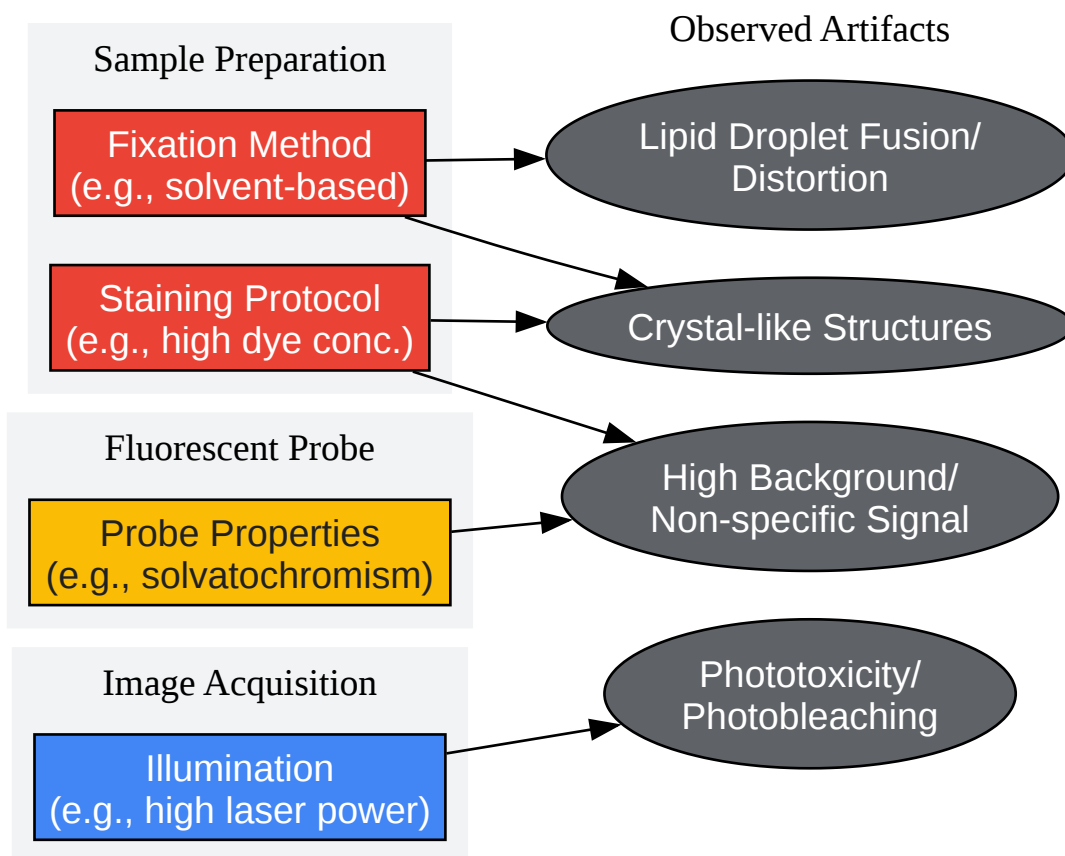 Observed Artifacts
Sample Preparation
Fixation Method
(e.g., solvent-based)
Lipid Droplet Fusion/
Distortion
Staining Protocol
(e.g., high dye conc.)
Crystal-like Structures
Fluorescent Probe
Probe Properties
(e.g., solvatochromism)
High Background/
Non-specific Signal
Image Acquisition
Illumination
(e.g., high laser power)
Phototoxicity/
Photobleaching